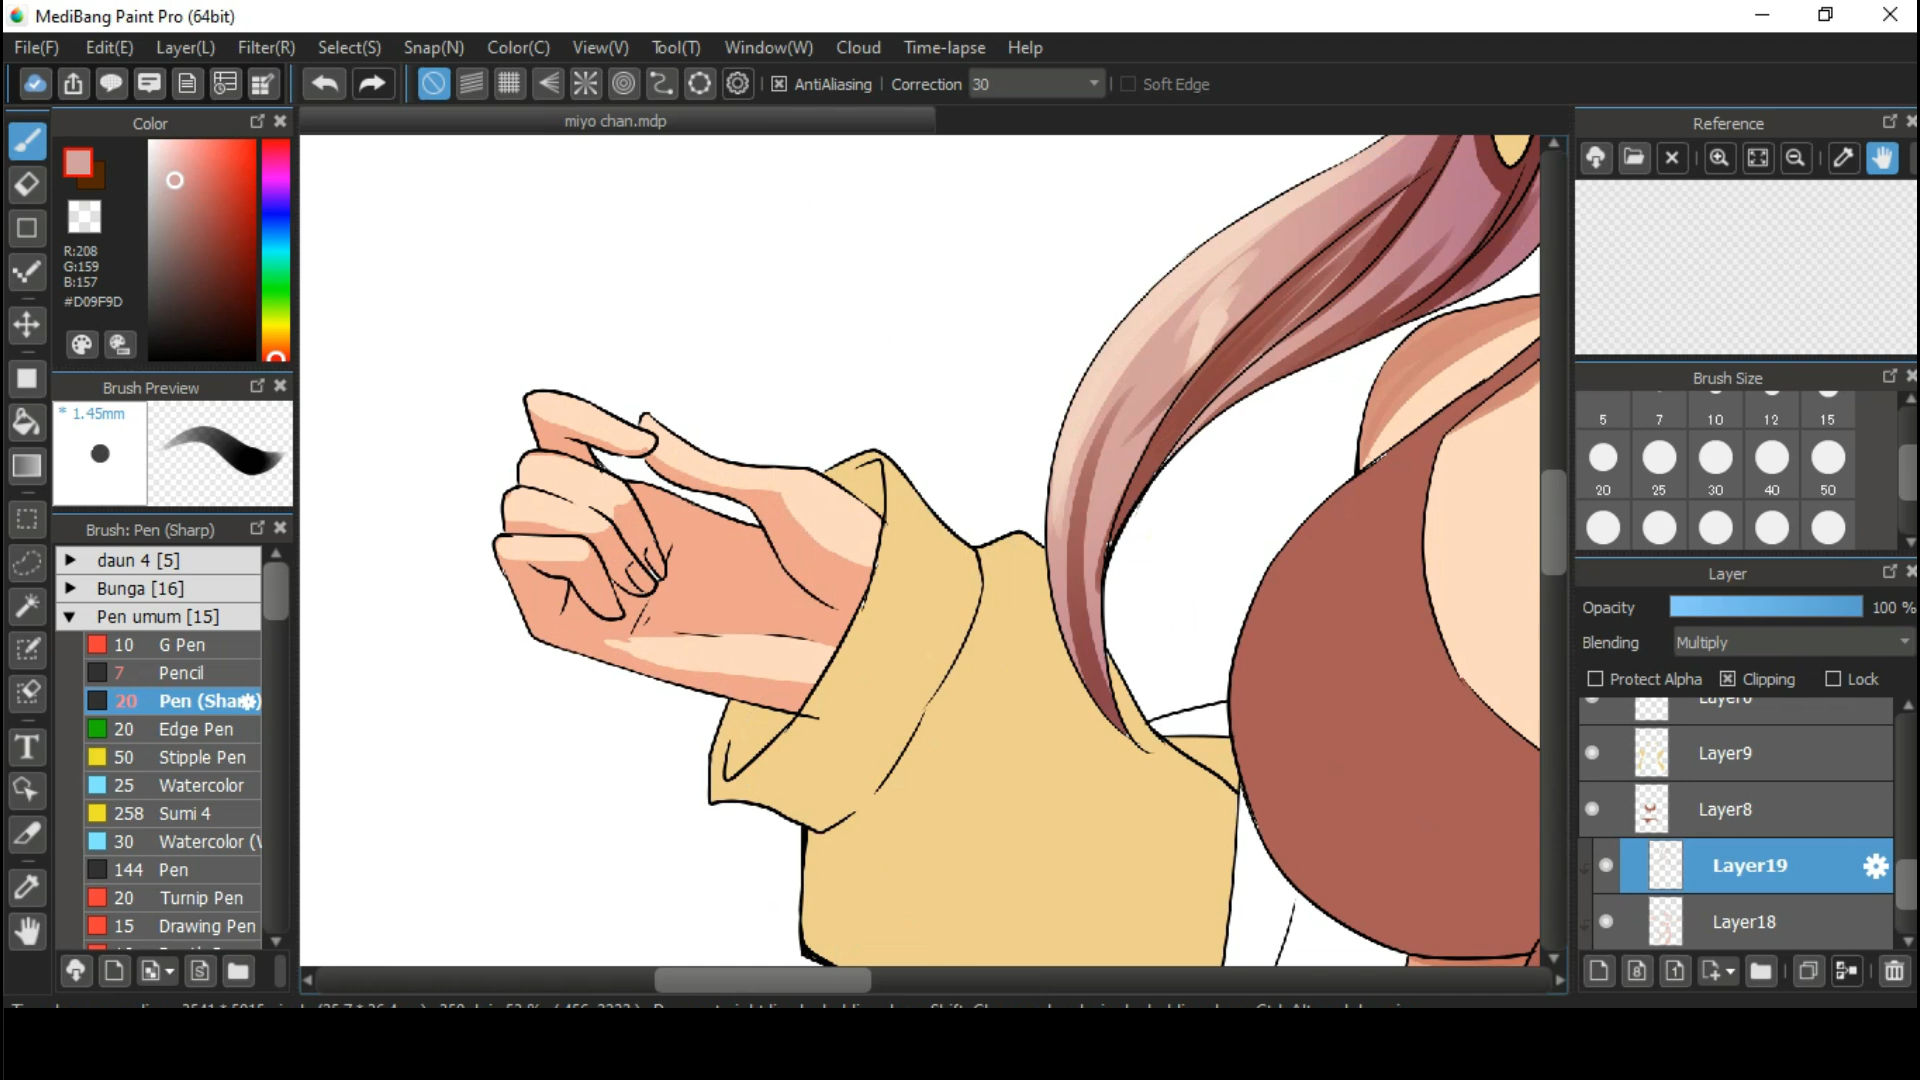 MediBang Paint Pro (64bit)
File(F) Edit(E) Layer(L) Filter(R) Select(S) Snap(N) Color(C) View(V) Tool(T) Window(W) Cloud Time-lapse Help
AntiAliasing Correction 30 Soft Edge
Color
miyo chan.mdp
Reference
R:208
G:159
B:157
#D09F9D
Brush Preview
* 1.45mm
Brush Size
5 7 10 12 15
20 25 30 40 50
Brush: Pen (Sharp)
daun 4 [5]
Bunga [16]
Pen umum [15]
10 G Pen
7 Pencil
20 Pen (Sharp)
20 Edge Pen
50 Stipple Pen
25 Watercolor
258 Sumi 4
30 Watercolor (
144 Pen
20 Turnip Pen
15 Drawing Pen
Layer
Opacity 100 %
Blending Multiply
Protect Alpha Clipping Lock
Layer9
Layer8
Layer19
Layer18